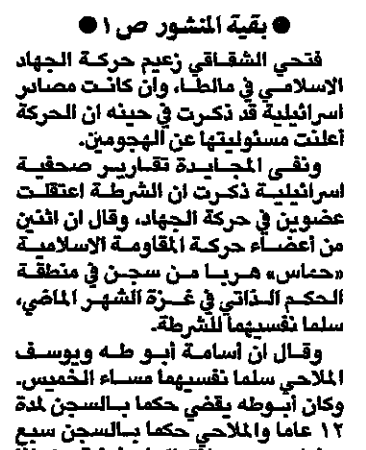 ● بقية المنشور ص ١ ●
فتحي الشقاقي زعيم حركة الجهاد
الاسلامي في مالطا، وان كانت مصادر
اسرائيلية قد ذكرت في حينه ان الحركة
أعلنت مسئوليتها عن الهجومين.
ونفى المجايدة تقارير صحفية
اسرائيلية ذكرت ان الشرطة اعتقلت
عضوين في حركة الجهاد، وقال ان اثنين
من أعضاء حركة المقاومة الاسلامية
«حماس» هربا من سجن في منطقة
الحكم الذاتي في غزة الشهر الماضي،
سلما نفسيهما للشرطة.
وقال ان أسامة أبو طه ويوسف
الملاحي سلما نفسيهما مساء الخميس.
وكان أبوطه يقضي حكما بالسجن لمدة
١٢ عاما والملاحي حكما بالسجن سبع